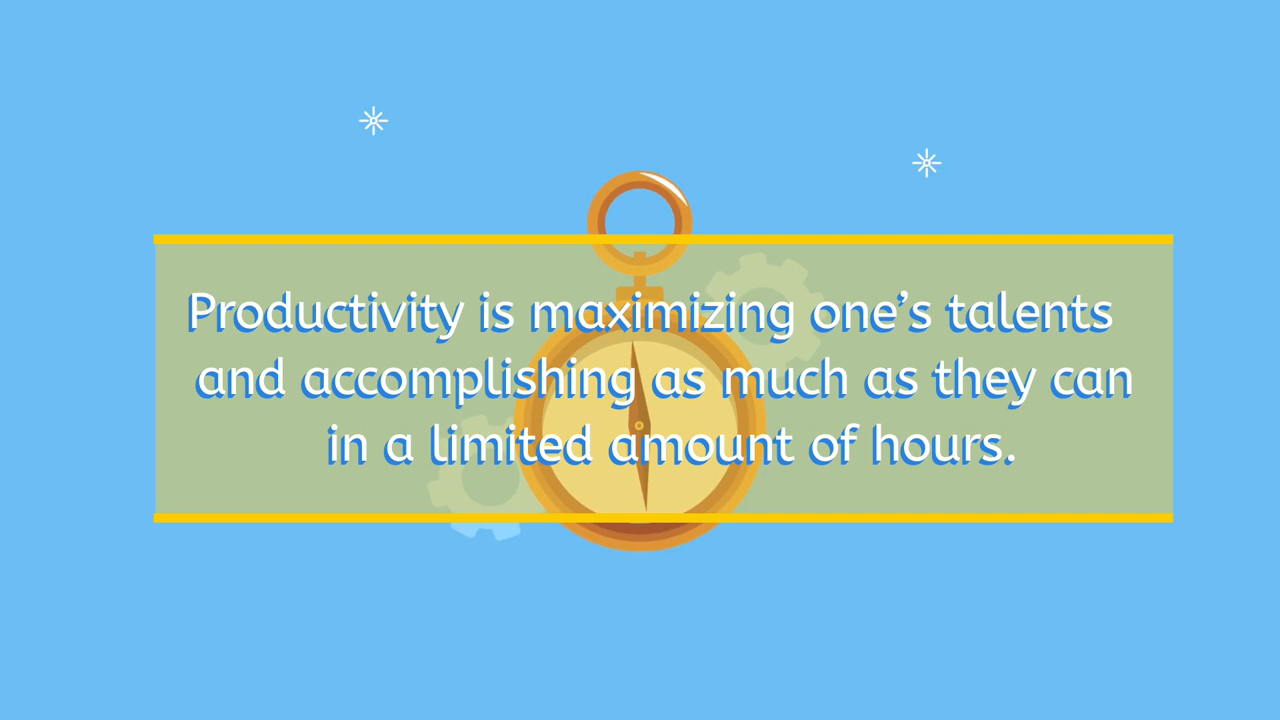 Productivity is maximizing one’s talents
and accomplishing as much as they can
in a limited amount of hours.